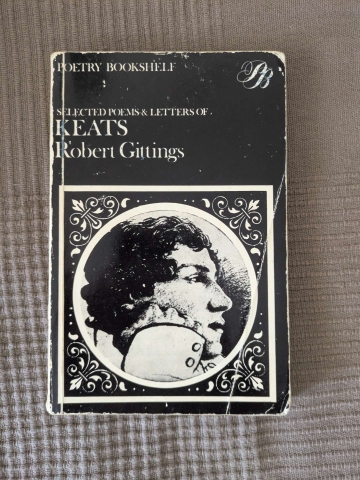 POETRY BOOKSHELF
PB
SELECTED POEMS & LETTERS OF
KEATS
Robert Gittings